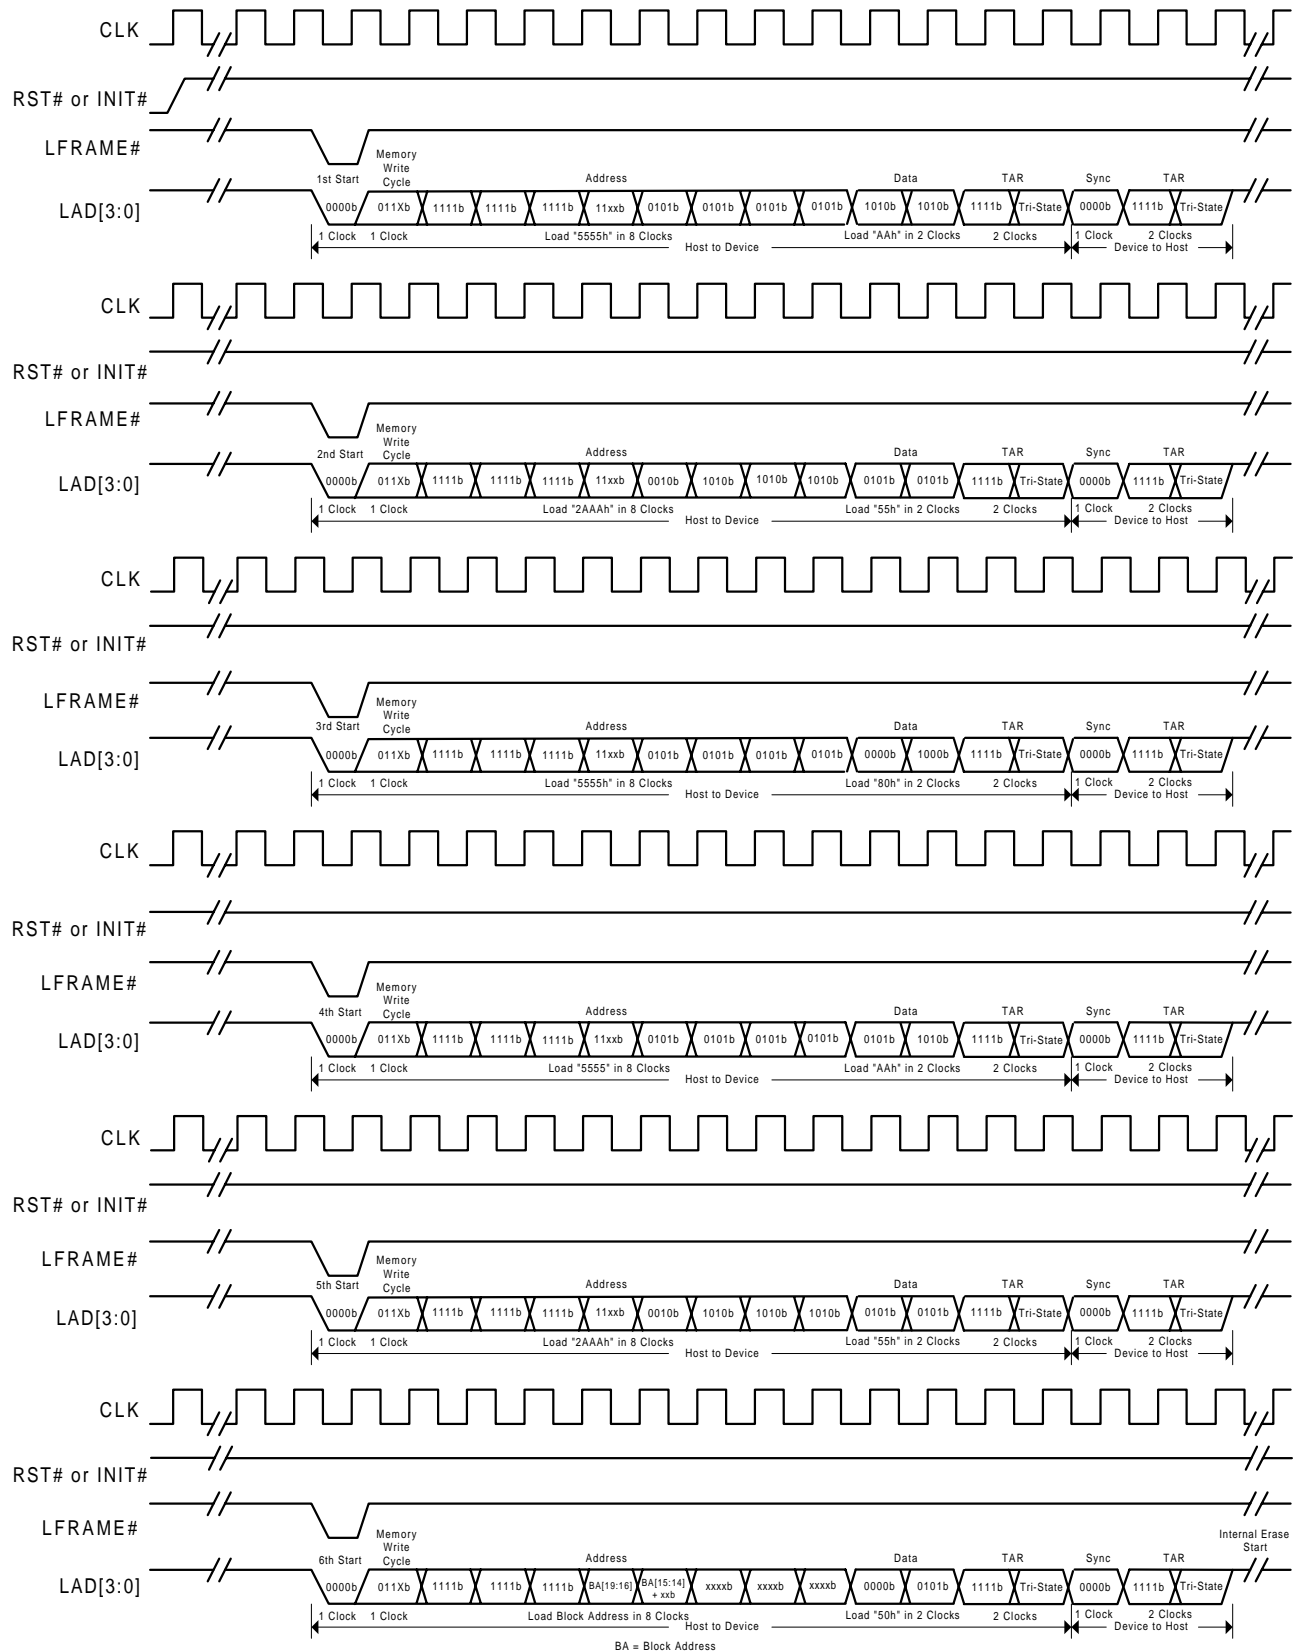 CLK
RST# or INIT#
LFRAME#
Memory
Write
Cycle
1st Start Address Data TAR Sync TAR
LAD[3:0] 0000b 011Xb 1111b 1111b 1111b 11xxb 0101b 0101b 0101b 0101b 1010b 1010b 1111b Tri-State 0000b 1111b Tri-State
1 Clock 1 Clock Load "5555h" in 8 Clocks Load "AAh" in 2 Clocks 2 Clocks 1 Clock 2 Clocks
Host to Device Device to Host
CLK
RST# or INIT#
LFRAME#
Memory
Write
Cycle
2nd Start Address Data TAR Sync TAR
LAD[3:0] 0000b 011Xb 1111b 1111b 1111b 11xxb 0010b 1010b 1010b 1010b 0101b 0101b 1111b Tri-State 0000b 1111b Tri-State
1 Clock 1 Clock Load "2AAAh" in 8 Clocks Load "55h" in 2 Clocks 2 Clocks 1 Clock 2 Clocks
Host to Device Device to Host
CLK
RST# or INIT#
LFRAME#
Memory
Write
Cycle
3rd Start Address Data TAR Sync TAR
LAD[3:0] 0000b 011Xb 1111b 1111b 1111b 11xxb 0101b 0101b 0101b 0101b 0000b 1000b 1111b Tri-State 0000b 1111b Tri-State
1 Clock 1 Clock Load "5555h" in 8 Clocks Load "80h" in 2 Clocks 2 Clocks 1 Clock 2 Clocks
Host to Device Device to Host
CLK
RST# or INIT#
LFRAME#
Memory
Write
Cycle
4th Start Address Data TAR Sync TAR
LAD[3:0] 0000b 011Xb 1111b 1111b 1111b 11xxb 0101b 0101b 0101b 0101b 0101b 1010b 1111b Tri-State 0000b 1111b Tri-State
1 Clock 1 Clock Load "5555" in 8 Clocks Load "AAh" in 2 Clocks 2 Clocks 1 Clock 2 Clocks
Host to Device Device to Host
CLK
RST# or INIT#
LFRAME#
Memory
Write
Cycle
5th Start Address Data TAR Sync TAR
LAD[3:0] 0000b 011Xb 1111b 1111b 1111b 11xxb 0010b 1010b 1010b 1010b 0101b 0101b 1111b Tri-State 0000b 1111b Tri-State
1 Clock 1 Clock Load "2AAAh" in 8 Clocks Load "55h" in 2 Clocks 2 Clocks 1 Clock 2 Clocks
Host to Device Device to Host
CLK
RST# or INIT#
LFRAME#
Memory
Write
Cycle
Internal Erase
Start
6th Start Address Data TAR Sync TAR
LAD[3:0] 0000b 011Xb 1111b 1111b 1111b BA[19:16] BA[15:14] + xxb xxxxb xxxxb xxxxb 0000b 0101b 1111b Tri-State 0000b 1111b Tri-State
1 Clock 1 Clock Load Block Address in 8 Clocks Load "50h" in 2 Clocks 2 Clocks 1 Clock 2 Clocks
Host to Device Device to Host
BA = Block Address